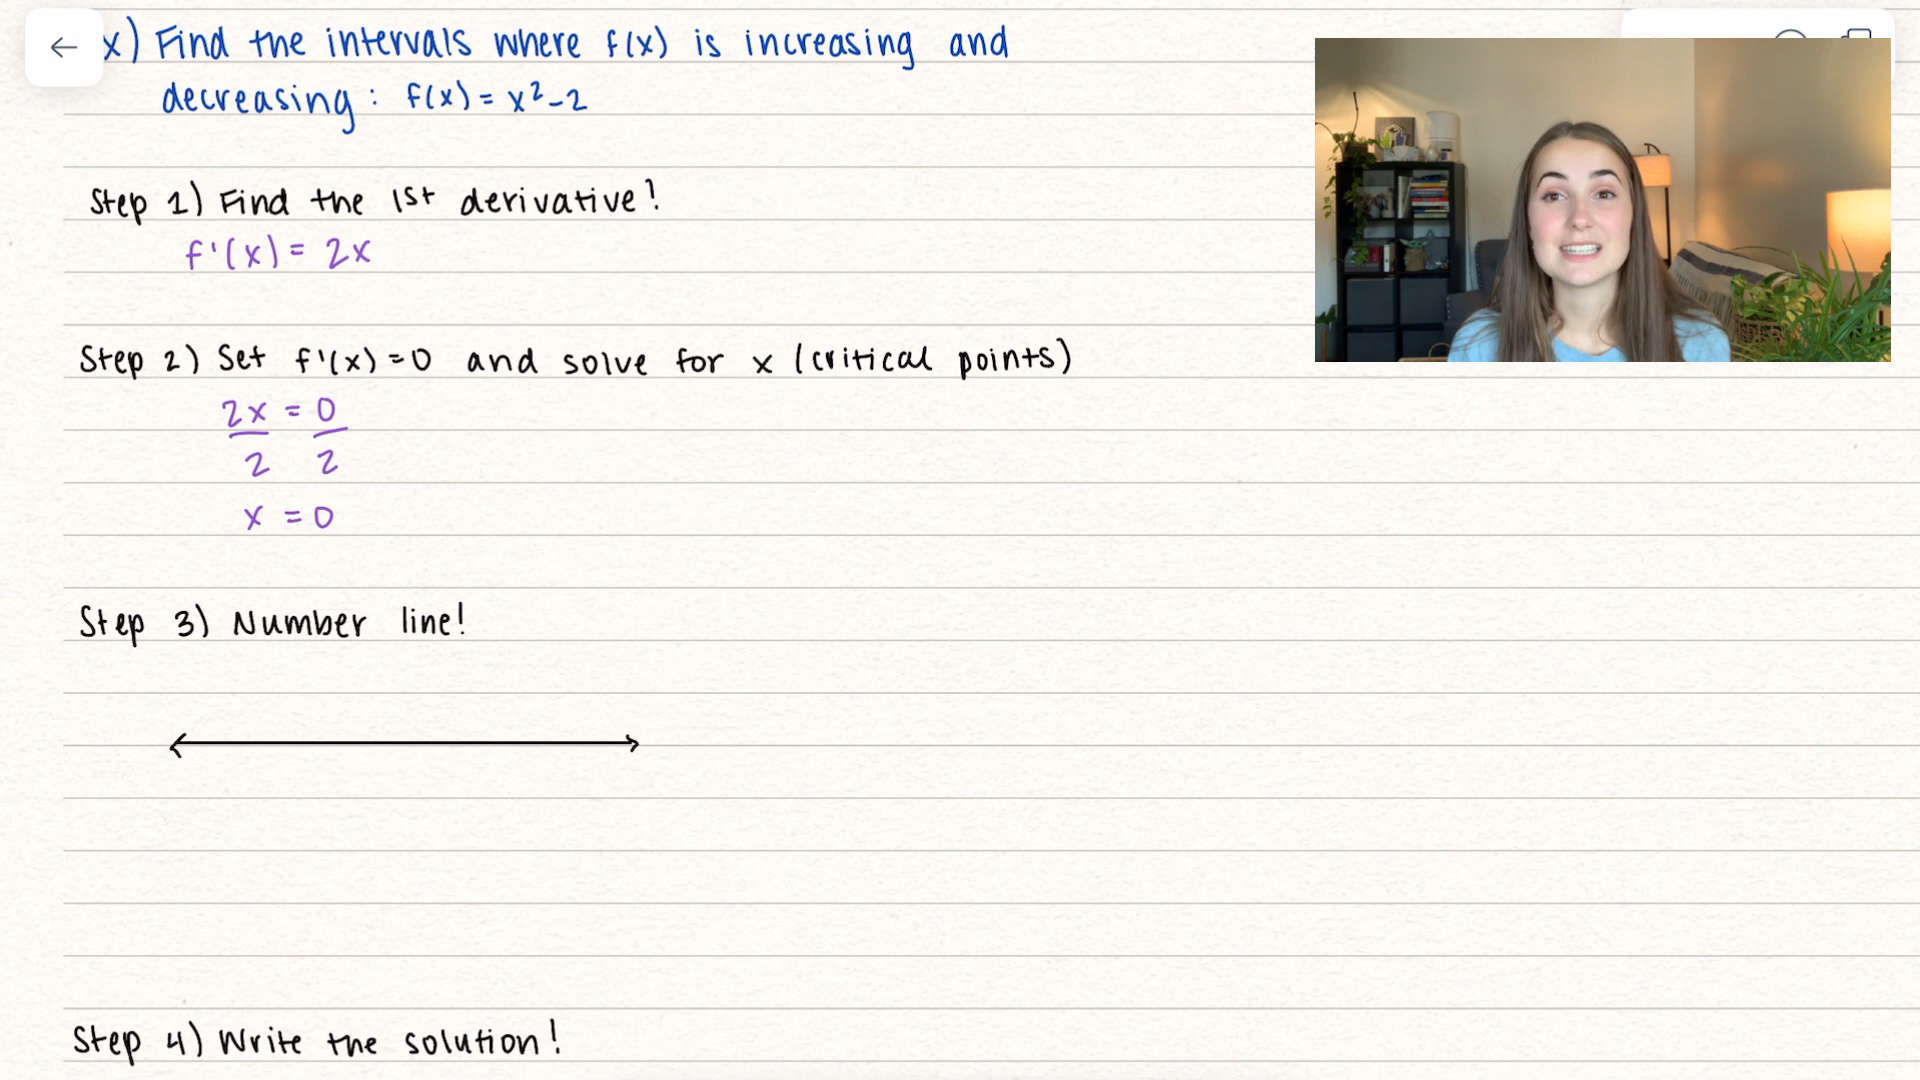 x) Find the intervals where f(x) is increasing and
decreasing: f(x) = x²-2
Step 1) Find the 1st derivative!
f'(x) = 2x
Step 2) Set f'(x)=0 and solve for x (critical points)
2x = 0
2 2
x = 0
Step 3) Number line!
Step 4) Write the solution!